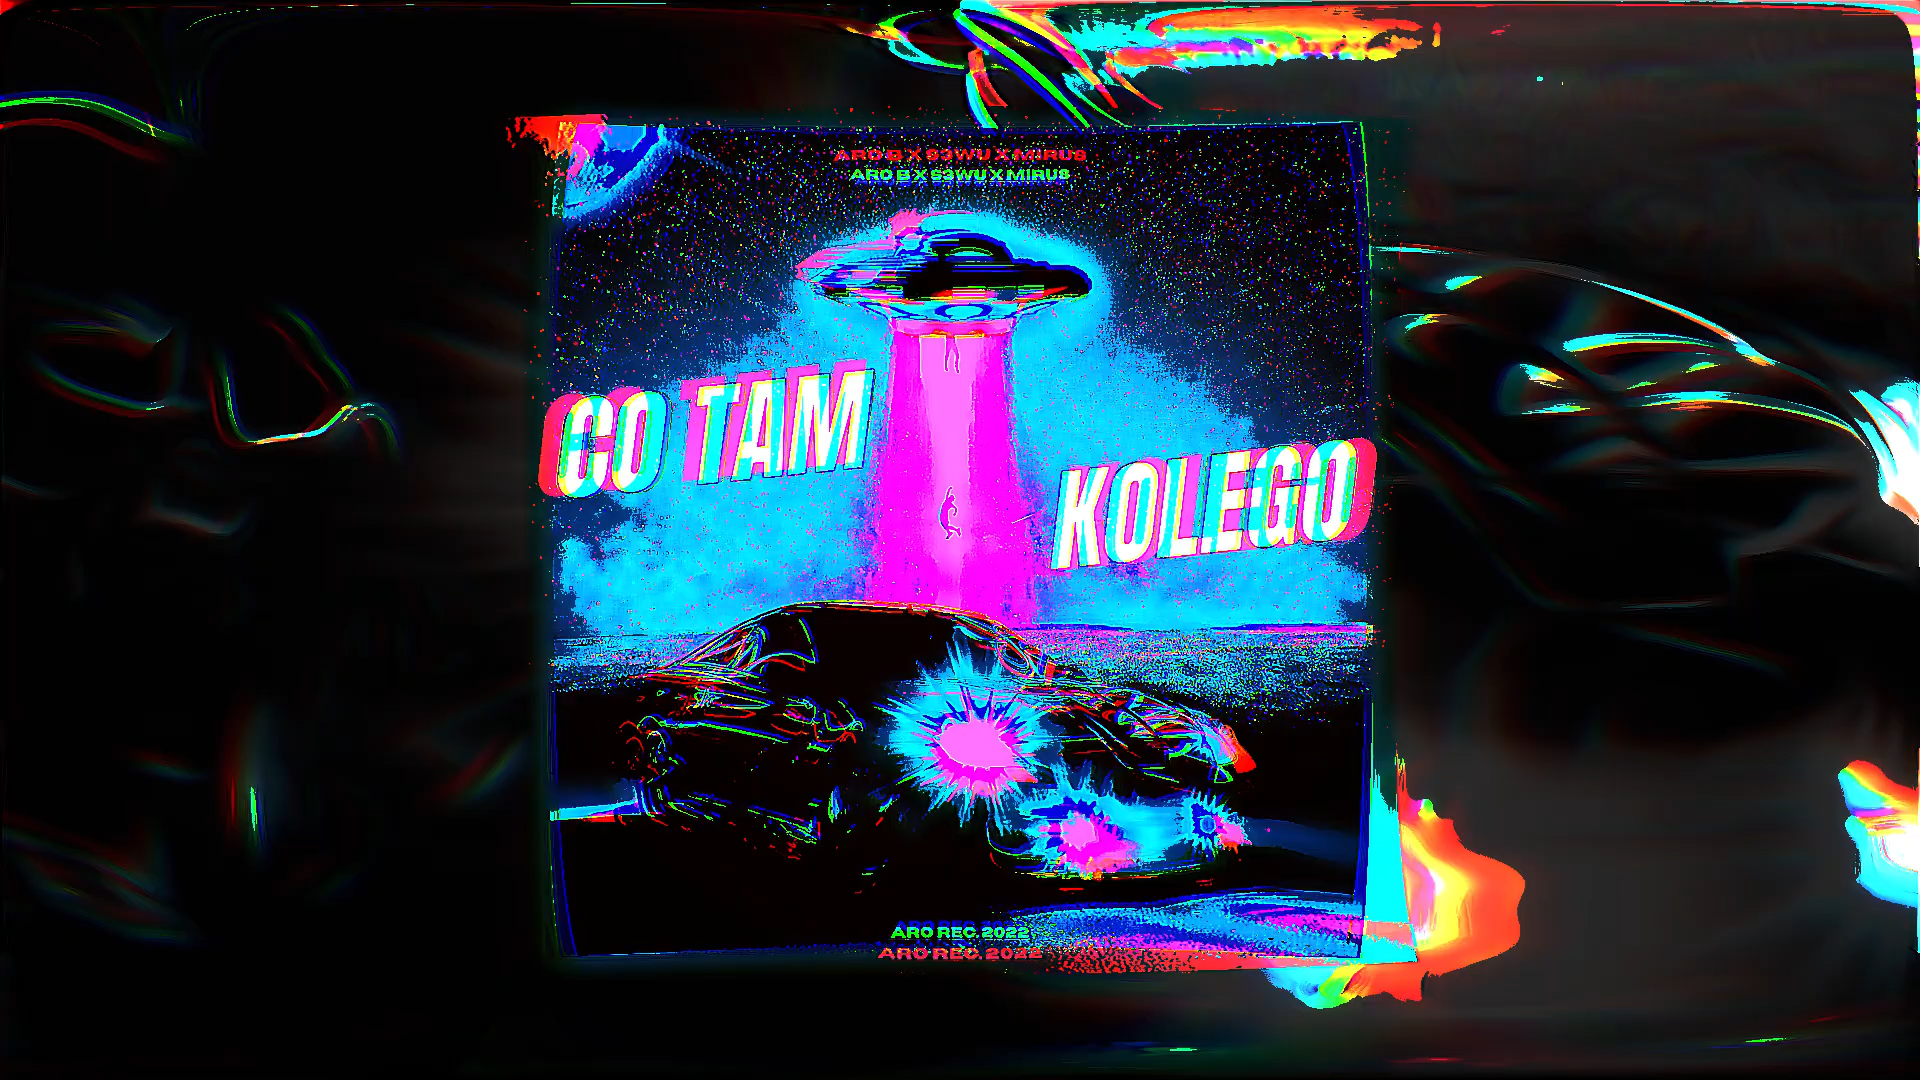 ARO B X S3WU X MIRUS
ARO B X S3WU X MIRUS
CO TAM
KOLEGO
ARO REC. 2022
ARO REC. 2022